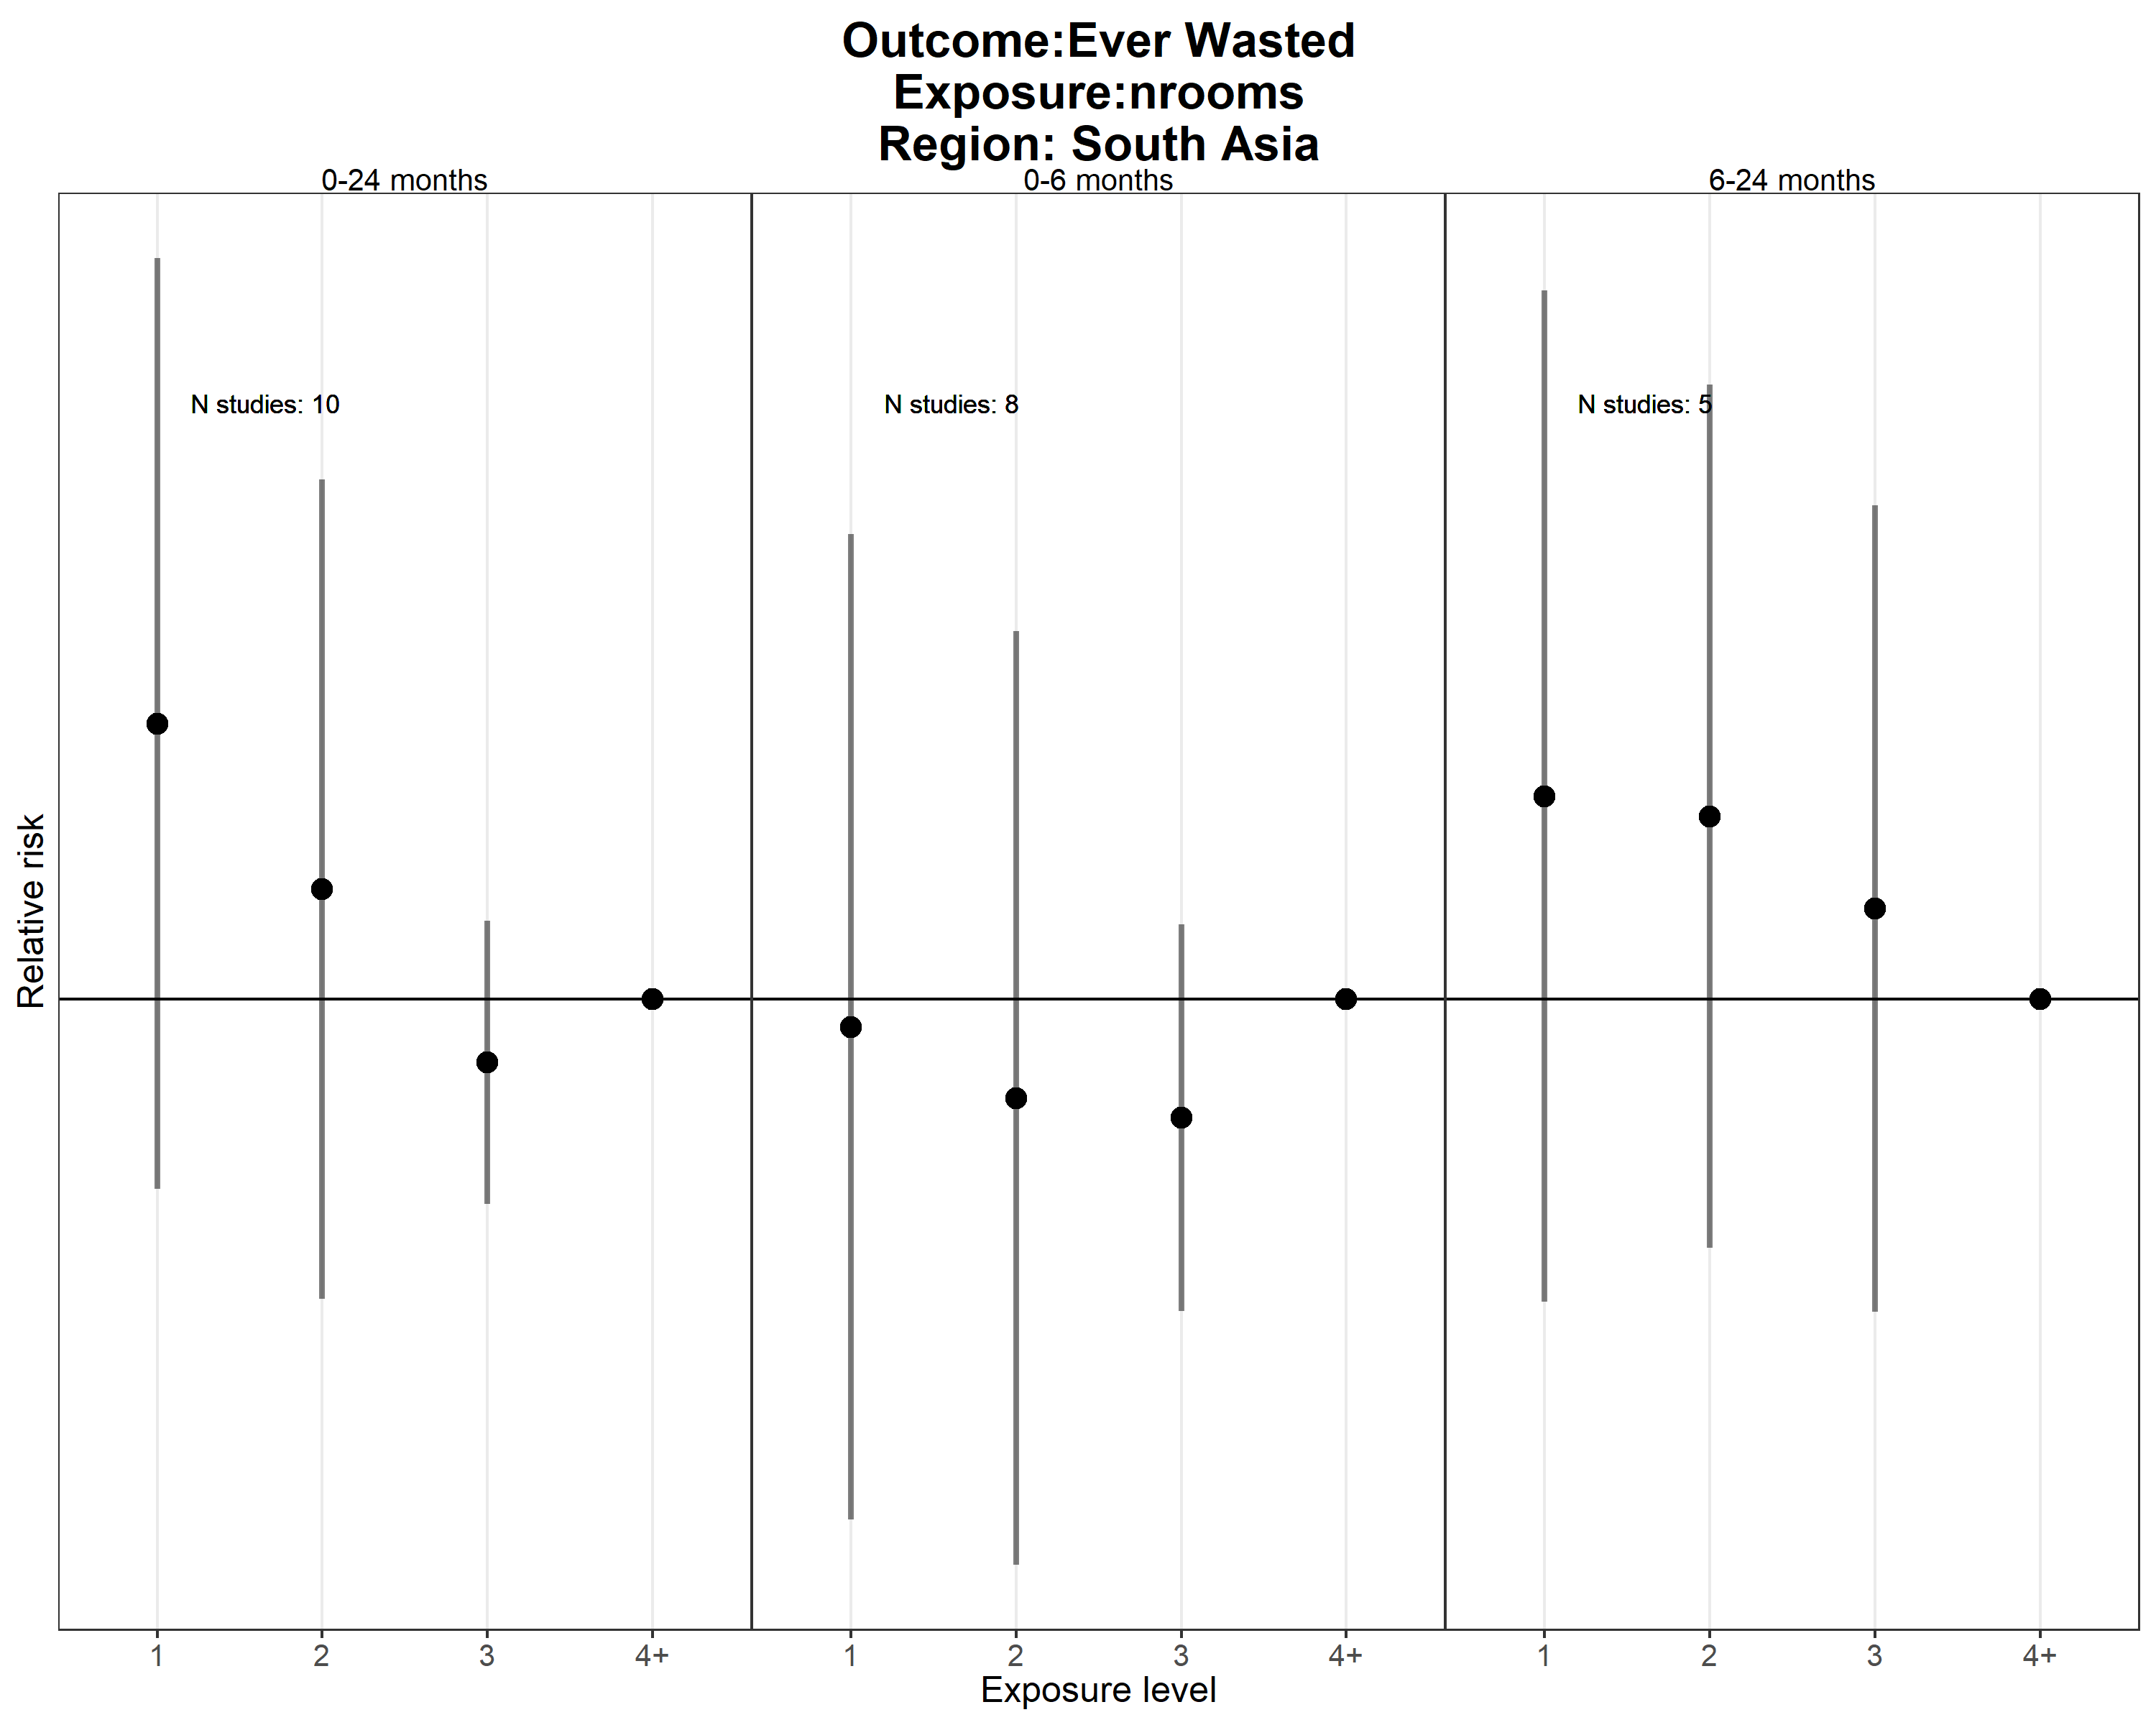 Outcome:Ever Wasted
Exposure:nrooms
Region: South Asia
0-24 months
0-6 months
6-24 months
N studies: 10
N studies: 8
N studies: 5
Relative risk
1 2 3 4+
1 2 3 4+
1 2 3 4+
Exposure level